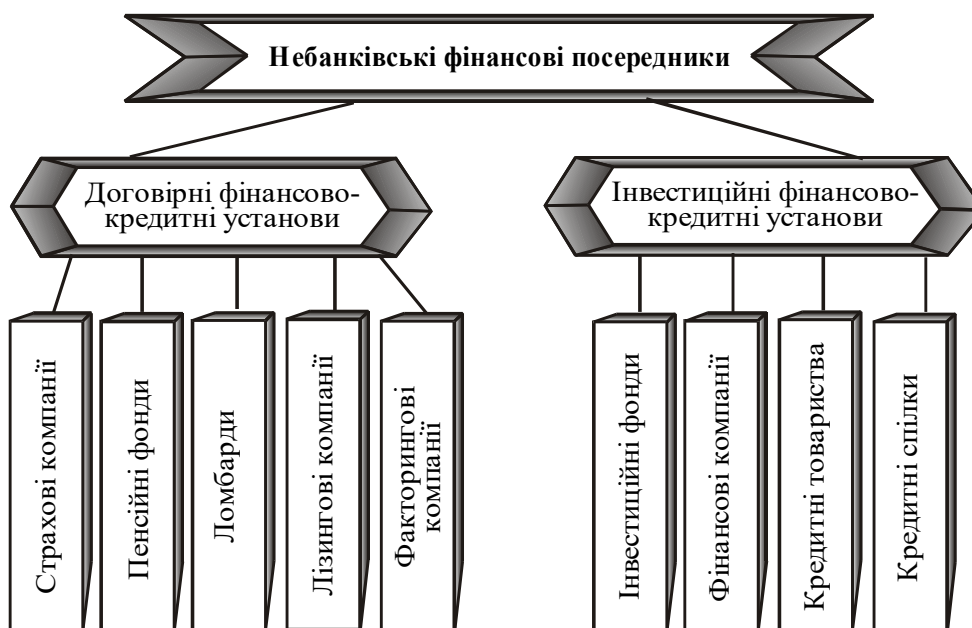 Небанківські фінансові посередники
Договірні фінансово-
кредитні установи
Інвестиційні фінансово-
кредитні установи
Страхові компанії
Пенсійні фонди
Ломбарди
Лізингові компанії
Факторингові
компанії
Інвестиційні фонди
Фінансові компанії
Кредитні товариства
Кредитні спілки